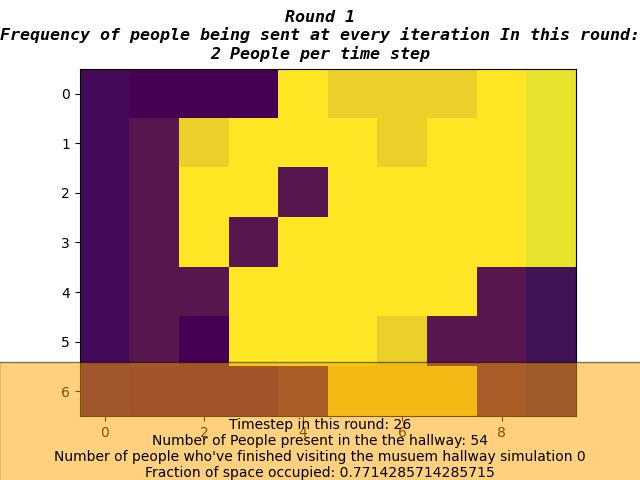 Round 1
Frequency of people being sent at every iteration In this round:
2 People per time step
0
1
2
3
4
5
6
0 2 4 6 8
Timestep in this round: 26
Number of People present in the the hallway: 54
Number of people who've finished visiting the musuem hallway simulation 0
Fraction of space occupied: 0.7714285714285715